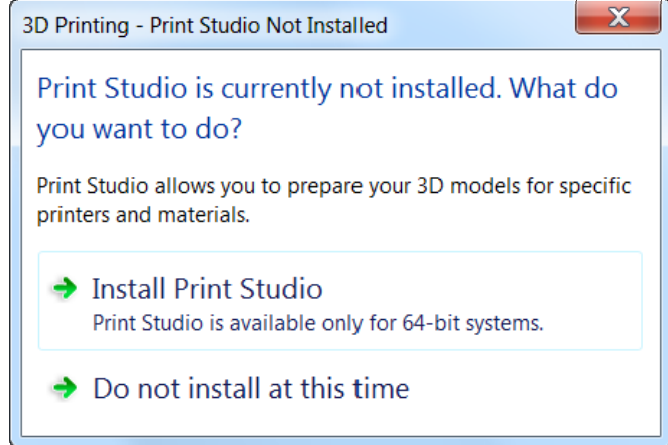 3D Printing - Print Studio Not Installed
Print Studio is currently not installed. What do
you want to do?
Print Studio allows you to prepare your 3D models for specific
printers and materials.
Install Print Studio
Print Studio is available only for 64-bit systems.
Do not install at this time